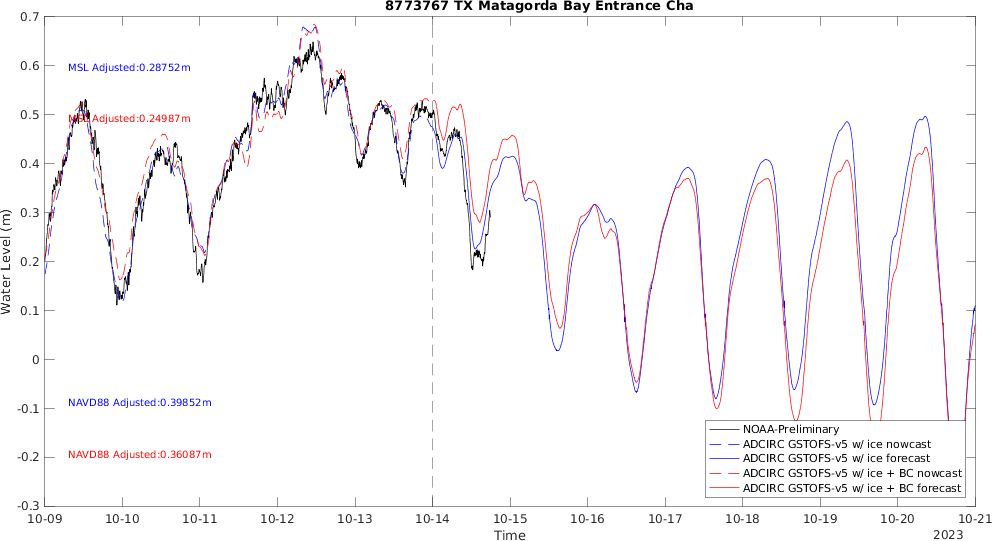 8773767 TX Matagorda Bay Entrance Cha
0.7
0.6
0.5
0.4
0.3
0.2
0.1
0
-0.1
-0.2
-0.3
Water Level (m)
MSL Adjusted:0.28752m
MSL Adjusted:0.24987m
NAVD88 Adjusted:0.39852m
NAVD88 Adjusted:0.36087m
NOAA-Preliminary
ADCIRC GSTOFS-v5 w/ ice nowcast
ADCIRC GSTOFS-v5 w/ ice forecast
ADCIRC GSTOFS-v5 w/ ice + BC nowcast
ADCIRC GSTOFS-v5 w/ ice + BC forecast
10-09 10-10 10-11 10-12 10-13 10-14 10-15 10-16 10-17 10-18 10-19 10-20 10-21
Time
2023